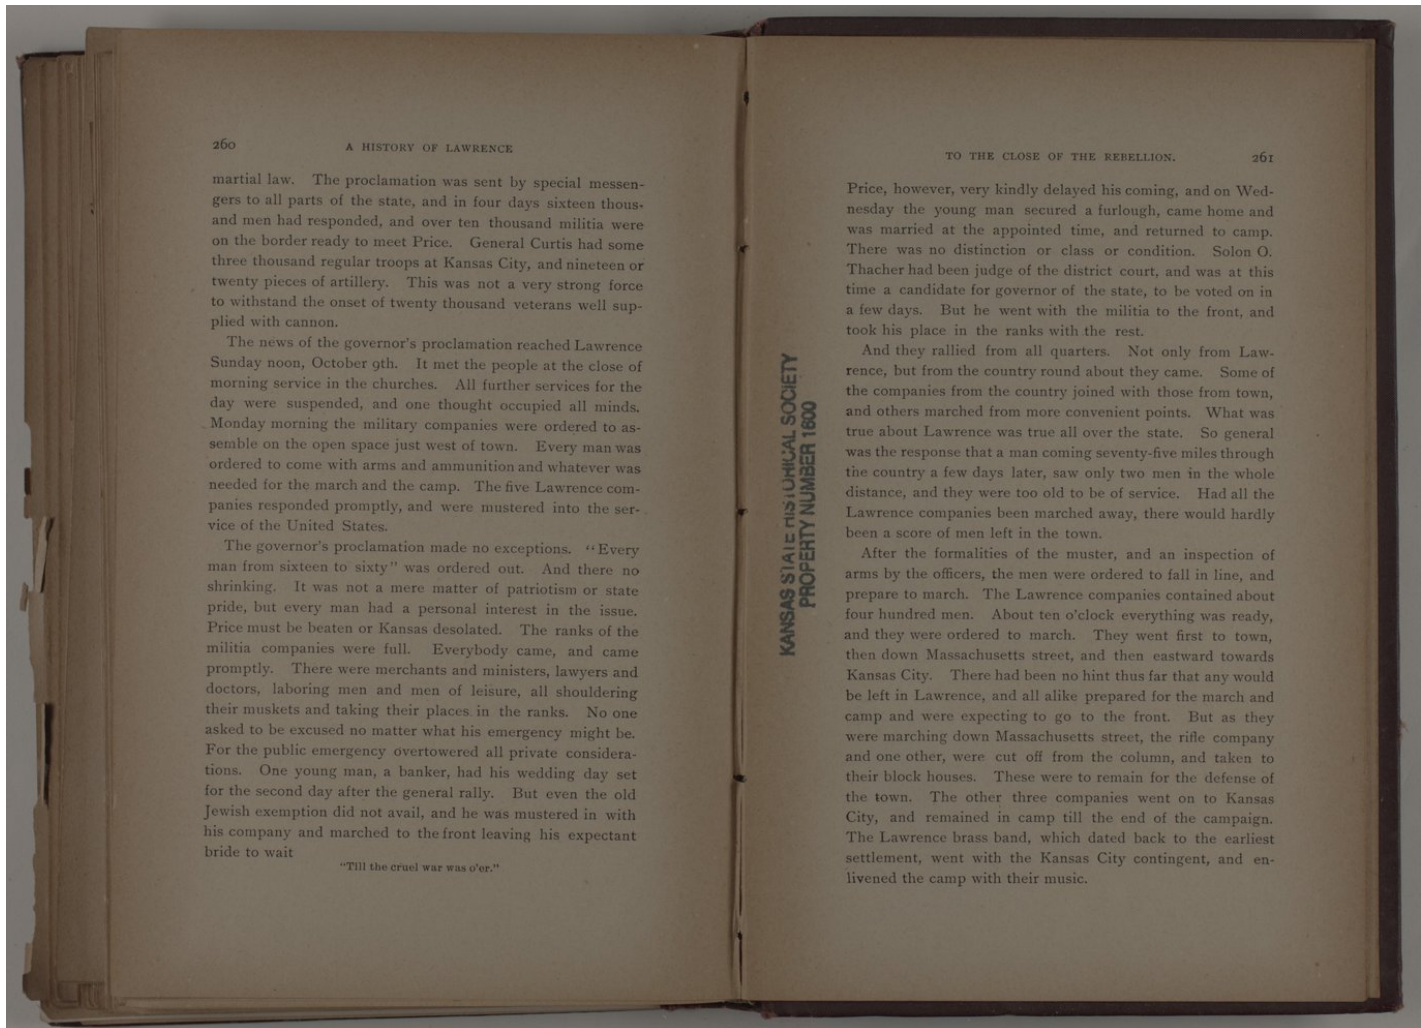 260
A HISTORY OF LAWRENCE
martial law. The proclamation was sent by special messen-
gers to all parts of the state, and in four days sixteen thous-
and men had responded, and over ten thousand militia were
on the border ready to meet Price. General Curtis had some
three thousand regular troops at Kansas City, and nineteen or
twenty pieces of artillery. This was not a very strong force
to withstand the onset of twenty thousand veterans well sup-
plied with cannon.
The news of the governor's proclamation reached Lawrence
Sunday noon, October 9th. It met the people at the close of
morning service in the churches. All further services for the
day were suspended, and one thought occupied all minds.
Monday morning the military companies were ordered to as-
semble on the open space just west of town. Every man was
ordered to come with arms and ammunition and whatever was
needed for the march and the camp. The five Lawrence com-
panies responded promptly, and were mustered into the ser-
vice of the United States.
The governor's proclamation made no exceptions. "Every
man from sixteen to sixty" was ordered out. And there no
shrinking. It was not a mere matter of patriotism or state
pride, but every man had a personal interest in the issue.
Price must be beaten or Kansas desolated. The ranks of the
militia companies were full. Everybody came, and came
promptly. There were merchants and ministers, lawyers and
doctors, laboring men and men of leisure, all shouldering
their muskets and taking their places in the ranks. No one
asked to be excused no matter what his emergency might be.
For the public emergency overtowered all private considera-
tions. One young man, a banker, had his wedding day set
for the second day after the general rally. But even the old
Jewish exemption did not avail, and he was mustered in with
his company and marched to the front leaving his expectant
bride to wait
"Till the cruel war was o'er."
KANSAS STATE HISTORICAL SOCIETY
PROPERTY NUMBER 1600
TO THE CLOSE OF THE REBELLION.
261
Price, however, very kindly delayed his coming, and on Wed-
nesday the young man secured a furlough, came home and
was married at the appointed time, and returned to camp.
There was no distinction or class or condition. Solon O.
Thacher had been judge of the district court, and was at this
time a candidate for governor of the state, to be voted on in
a few days. But he went with the militia to the front, and
took his place in the ranks with the rest.
And they rallied from all quarters. Not only from Law-
rence, but from the country round about they came. Some of
the companies from the country joined with those from town,
and others marched from more convenient points. What was
true about Lawrence was true all over the state. So general
was the response that a man coming seventy-five miles through
the country a few days later, saw only two men in the whole
distance, and they were too old to be of service. Had all the
Lawrence companies been marched away, there would hardly
been a score of men left in the town.
After the formalities of the muster, and an inspection of
arms by the officers, the men were ordered to fall in line, and
prepare to march. The Lawrence companies contained about
four hundred men. About ten o'clock everything was ready,
and they were ordered to march. They went first to town,
then down Massachusetts street, and then eastward towards
Kansas City. There had been no hint thus far that any would
be left in Lawrence, and all alike prepared for the march and
camp and were expecting to go to the front. But as they
were marching down Massachusetts street, the rifle company
and one other, were cut off from the column, and taken to
their block houses. These were to remain for the defense of
the town. The other three companies went on to Kansas
City, and remained in camp till the end of the campaign.
The Lawrence brass band, which dated back to the earliest
settlement, went with the Kansas City contingent, and en-
livened the camp with their music.